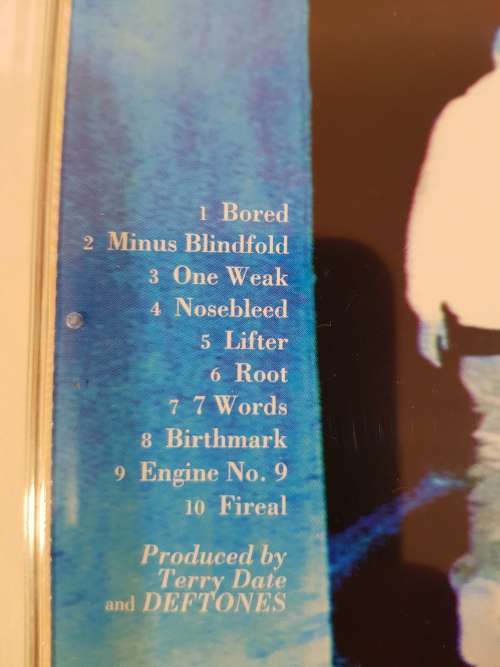 1 Bored
2 Minus Blindfold
3 One Weak
4 Nosebleed
5 Lifter
6 Root
7 7 Words
8 Birthmark
9 Engine No. 9
10 Fireal
Produced by
Terry Date
and DEFTONES